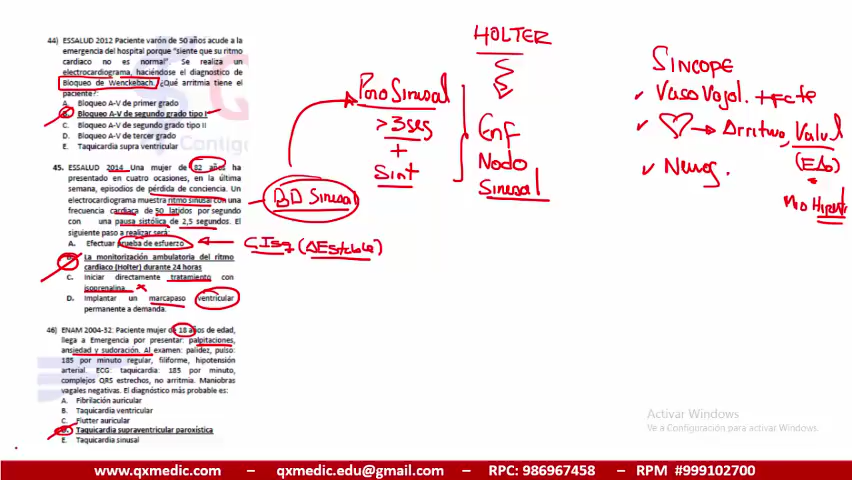 44) ESSALUD 2012 Paciente varón de 50 años acude a la
emergencia del hospital porque "siente que su ritmo
cardiaco no es normal". Se realiza un
electrocardiograma, haciéndose el diagnostico de
Bloqueo de Wenckebach. ¿Qué arritmia tiene el
paciente?:
A. Bloqueo A-V de primer grado
B. Bloqueo A-V de segundo grado tipo I
C. Bloqueo A-V de segundo grado tipo II
D. Bloqueo A-V de tercer grado
E. Taquicardia supra ventricular
45. ESSALUD 2014 Una mujer de 82 años ha
presentado en cuatro ocasiones, en la última
semana, episodios de pérdida de conciencia. Un
electrocardiograma muestra ritmo sinusal con una
frecuencia cardiaca de 50 latidos por segundo
con una pausa sistólica de 2,5 segundos. El
siguiente paso a realizar será:
A. Efectuar prueba de esfuerzo
B. La monitorización ambulatoria del ritmo
cardiaco (Holter) durante 24 horas
C. Iniciar directamente tratamiento con
isoprenalina.
D. Implantar un marcapaso ventricular
permanente a demanda.
46) ENAM 2004-32: Paciente mujer de 18 años de edad,
llega a Emergencia por presentar: palpitaciones,
ansiedad y sudoración. Al examen: palidez, pulso:
185 por minuto regular, filiforme, hipotensión
arterial. ECG taquicardia: 185 por minuto,
complejos QRS estrechos, no arritmia. Maniobras
vagales negativas. El diagnóstico más probable es:
A. Fibrilación auricular
B. Taquicardia ventricular
C. Flutter auricular
D. Taquicardia supraventricular paroxística
E. Taquicardia sinusal
BD Sinusal
C. Isq (ΔEstable)
Paro Sinusal
>3seg
+
Sint
HOLTER
Enf
Nodo
Sinusal
SINCOPE
Vaso Vagal.
Arritmia, Valvul
(EAo)
Neurog.
Activar Windows
Ve a Configuración para activar Windows.
www.qxmedic.com – qxmedic.edu@gmail.com – RPC: 986967458 – RPM #999102700